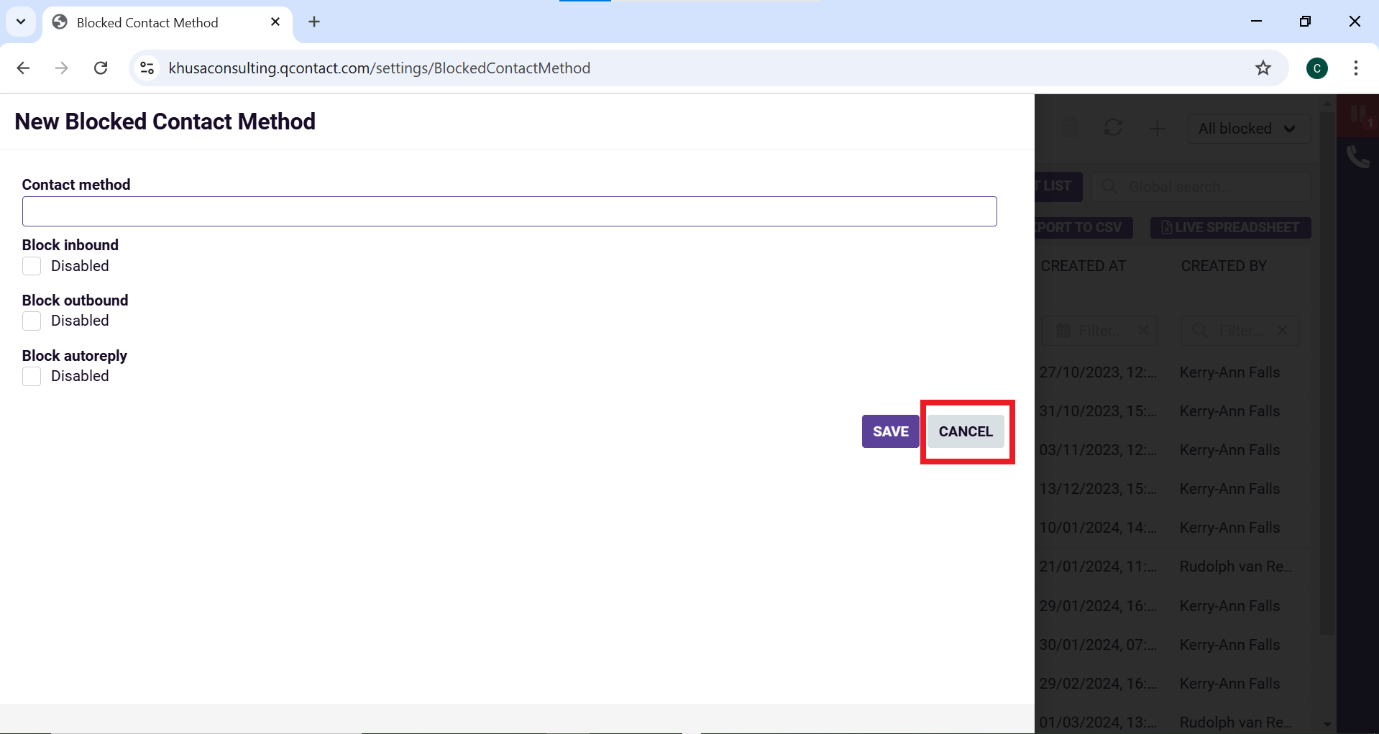 Blocked Contact Method
khusaconsulting.qcontact.com/settings/BlockedContactMethod
C
New Blocked Contact Method
All blocked
1
Contact method
T LIST
Global search...
PORT TO CSV
LIVE SPREADSHEET
Block inbound
Disabled
CREATED AT
CREATED BY
Block outbound
Disabled
Filter...
Filter...
Block autoreply
Disabled
27/10/2023, 12:...
Kerry-Ann Falls
31/10/2023, 15:...
Kerry-Ann Falls
SAVE
CANCEL
03/11/2023, 12:...
Kerry-Ann Falls
13/12/2023, 15:...
Kerry-Ann Falls
10/01/2024, 14:...
Kerry-Ann Falls
21/01/2024, 11:...
Rudolph van Re...
29/01/2024, 16:...
Kerry-Ann Falls
30/01/2024, 07:...
Kerry-Ann Falls
29/02/2024, 16:...
Kerry-Ann Falls
01/03/2024, 13:...
Rudolph van Re...